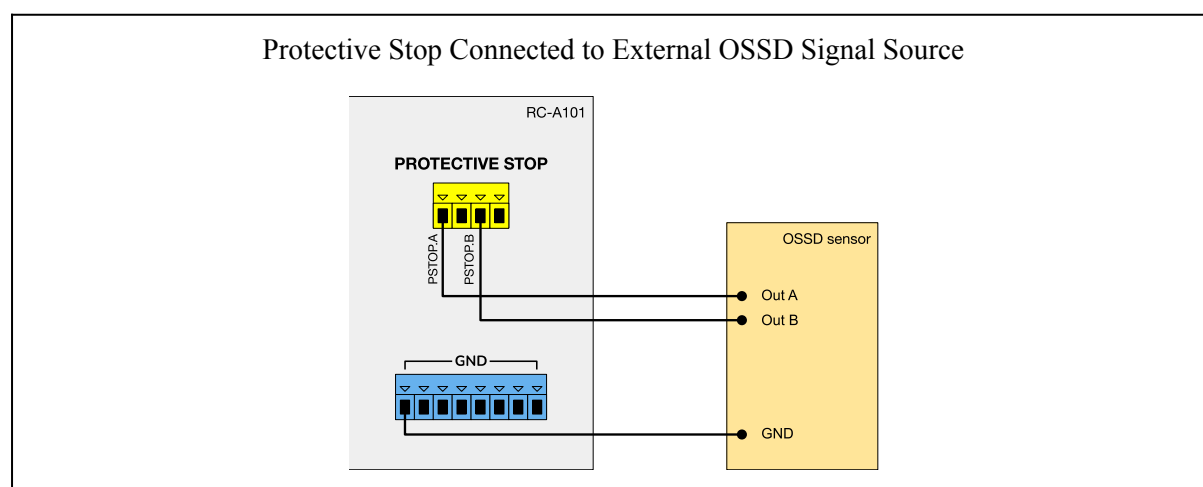 Protective Stop Connected to External OSSD Signal Source
RC-A101
PROTECTIVE STOP
PSTOP.A
PSTOP.B
OSSD sensor
Out A
Out B
GND
GND